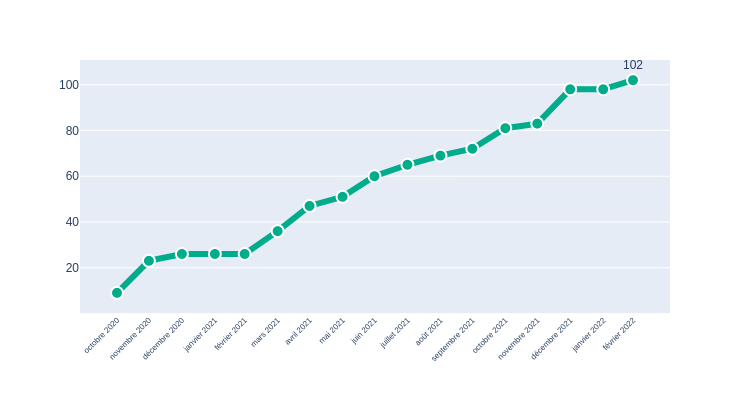 102
100
80
60
40
20
octobre 2020
novembre 2020
décembre 2020
janvier 2021
février 2021
mars 2021
avril 2021
mai 2021
juin 2021
juillet 2021
août 2021
septembre 2021
octobre 2021
novembre 2021
décembre 2021
janvier 2022
février 2022